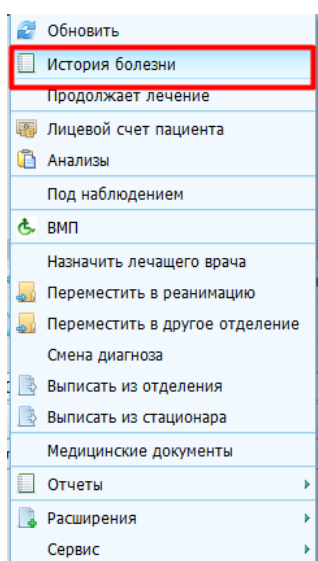 Обновить
История болезни
Продолжает лечение
Лицевой счет пациента
Анализы
Под наблюдением
ВМП
Назначить лечащего врача
Переместить в реанимацию
Переместить в другое отделение
Смена диагноза
Выписать из отделения
Выписать из стационара
Медицинские документы
Отчеты
Расширения
Сервис